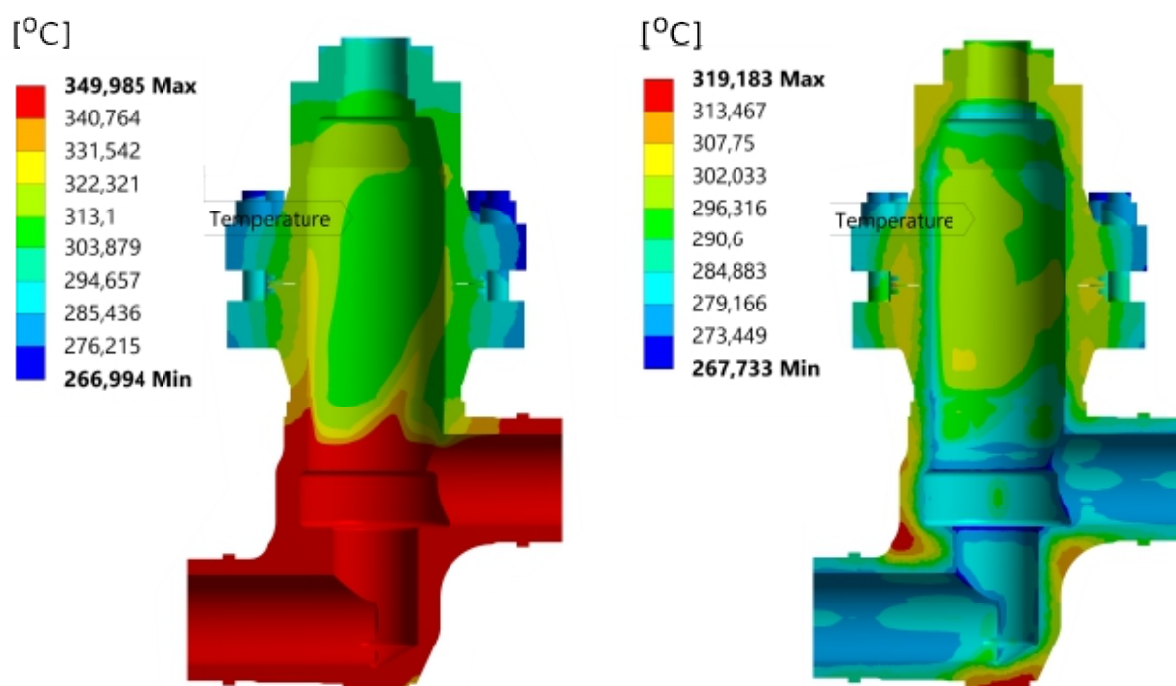 [°C]
349,985 Max
340,764
331,542
322,321
313,1
303,879
294,657
285,436
276,215
266,994 Min
Temperature
[°C]
319,183 Max
313,467
307,75
302,033
296,316
290,6
284,883
279,166
273,449
267,733 Min
Temperature